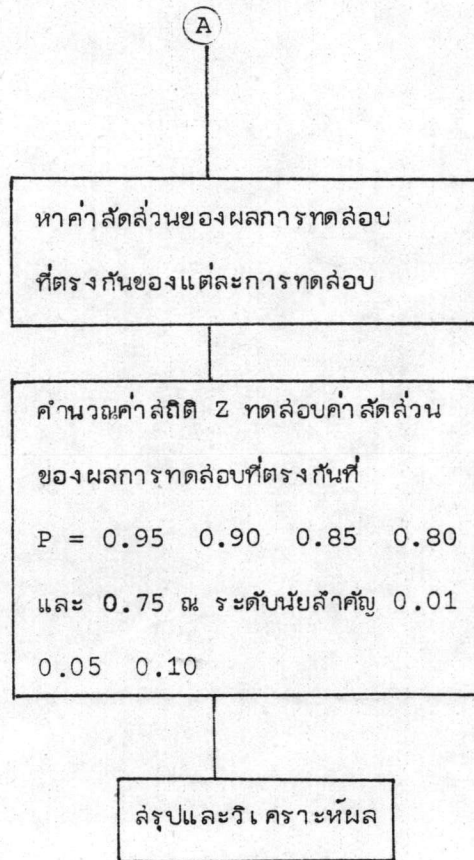 A
หาค่าสัดส่วนของผลการทดสอบ
ที่ตรงกันของแต่ละการทดสอบ
คำนวณค่าสถิติ Z ทดสอบค่าสัดส่วน
ของผลการทดสอบที่ตรงกันที่
P = 0.95 0.90 0.85 0.80
และ 0.75 ณ ระดับนัยสำคัญ 0.01
0.05 0.10
สรุปและวิเคราะห์ผล